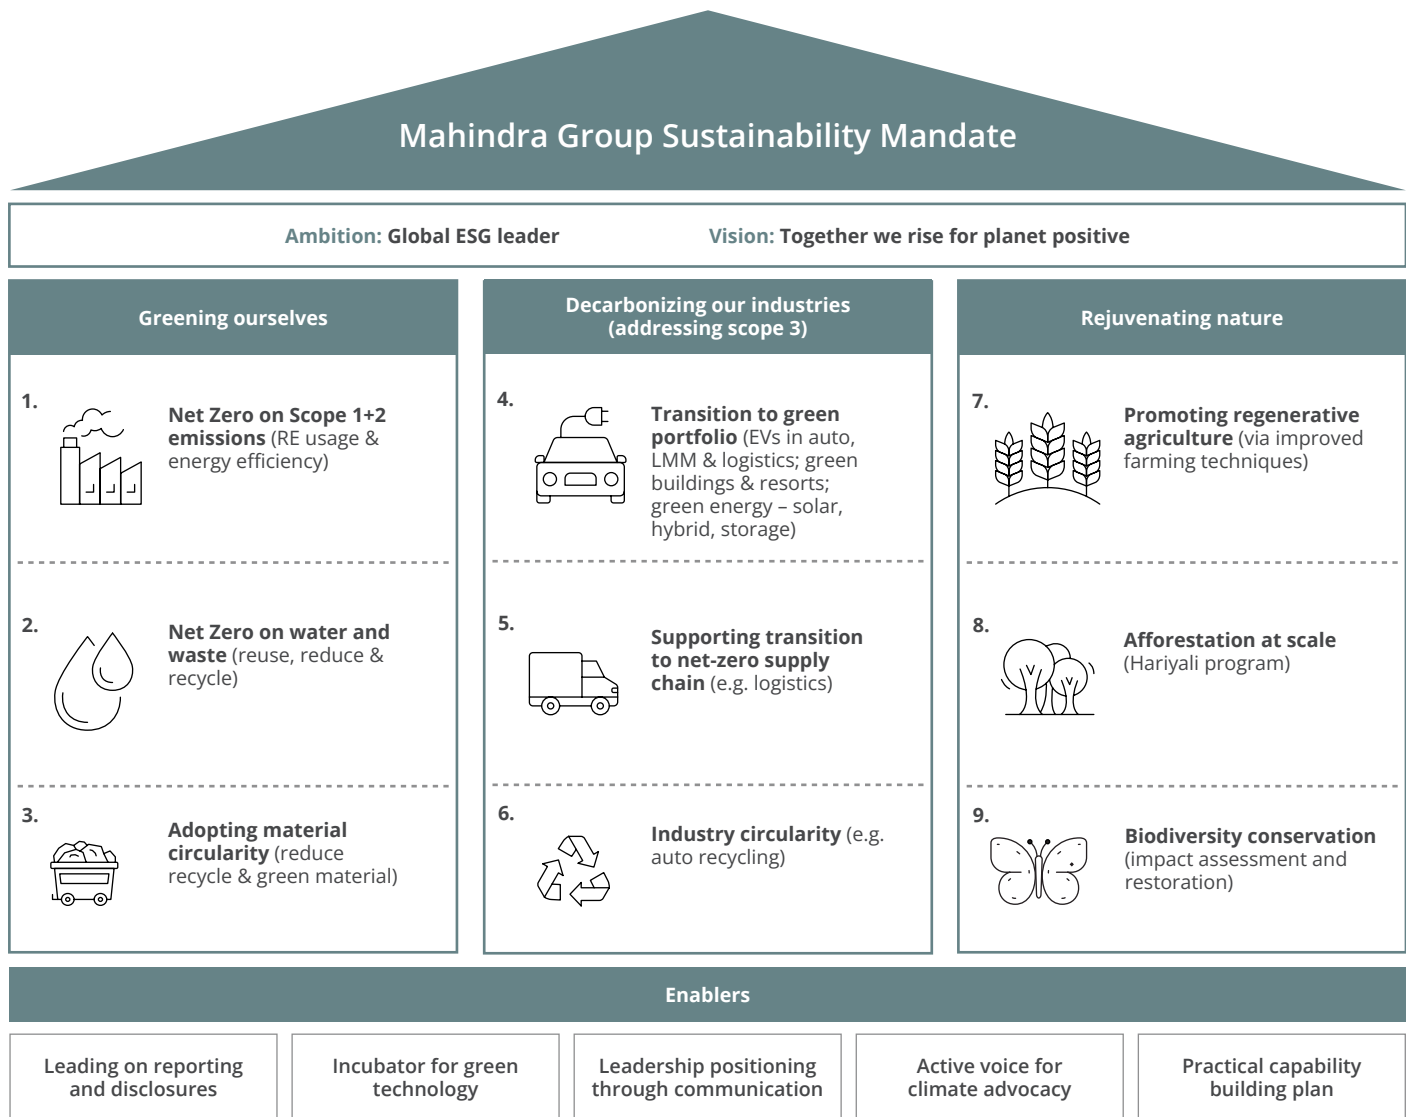 Mahindra Group Sustainability Mandate
Ambition: Global ESG leader
Vision: Together we rise for planet positive
Greening ourselves
1.
Net Zero on Scope 1+2
emissions (RE usage &
energy efficiency)
2.
Net Zero on water and
waste (reuse, reduce &
recycle)
3.
Adopting material
circularity (reduce
recycle & green material)
Decarbonizing our industries
(addressing scope 3)
4.
Transition to green
portfolio (EVs in auto,
LMM & logistics; green
buildings & resorts;
green energy – solar,
hybrid, storage)
5.
Supporting transition
to net-zero supply
chain (e.g. logistics)
6.
Industry circularity (e.g.
auto recycling)
Rejuvenating nature
7.
Promoting regenerative
agriculture (via improved
farming techniques)
8.
Afforestation at scale
(Hariyali program)
9.
Biodiversity conservation
(impact assessment and
restoration)
Enablers
Leading on reporting
and disclosures
Incubator for green
technology
Leadership positioning
through communication
Active voice for
climate advocacy
Practical capability
building plan